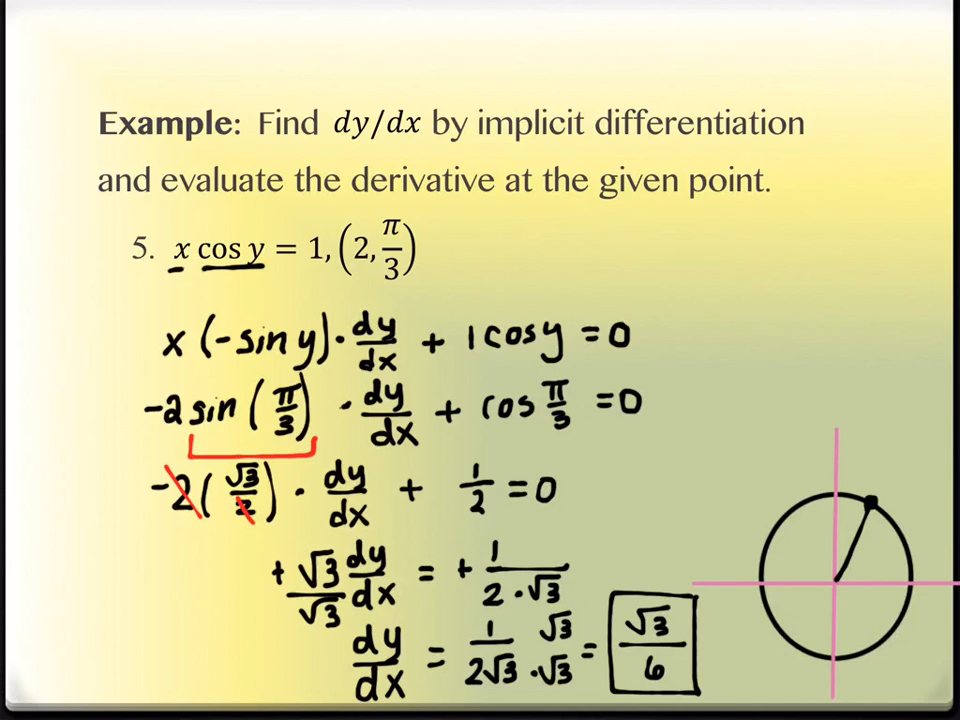 Example: Find dy/dx by implicit differentiation
and evaluate the derivative at the given point.
5. x cos y = 1, (2, π/3)
x (-sin y) · dy/dx + 1 cos y = 0
-2 sin (π/3) · dy/dx + cos π/3 = 0
-2 (√3/2) · dy/dx + 1/2 = 0
+√3/√3 dy/dx = + 1/(2 · √3)
dy/dx = 1/(2√3) · √3/√3 = √3/6